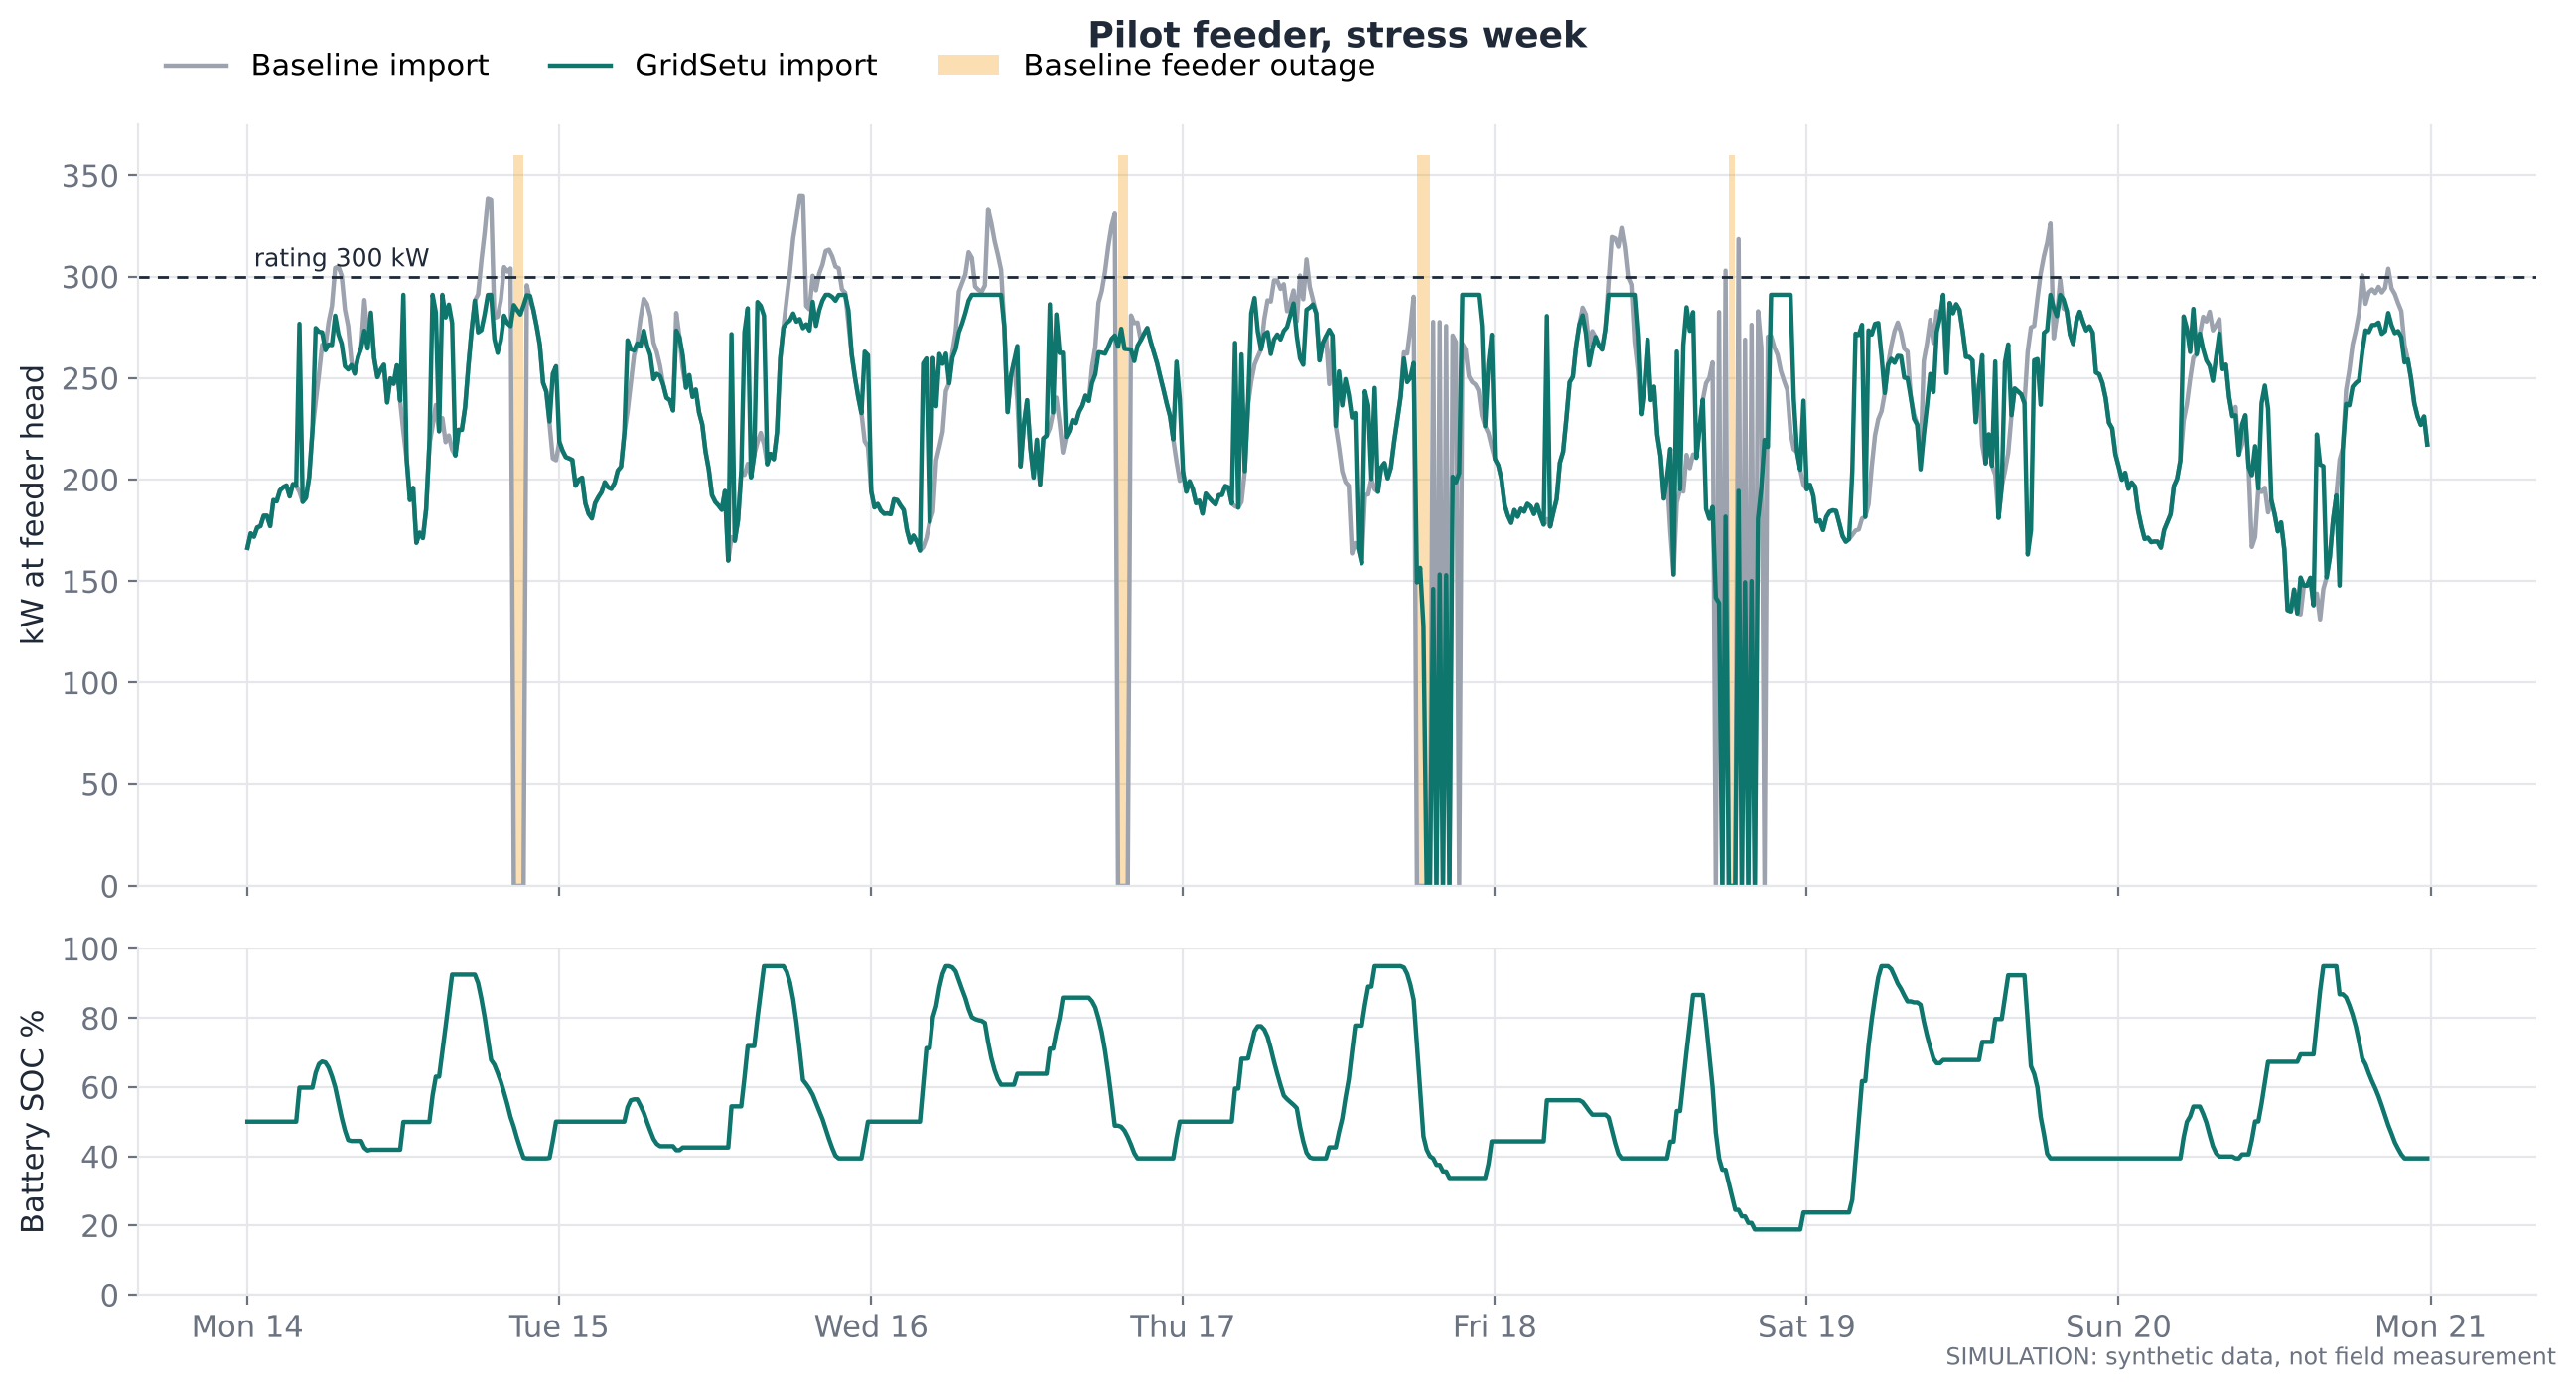 Pilot feeder, stress week
Baseline import
GridSetu import
Baseline feeder outage
kW at feeder head
350
300
250
200
150
100
50
0
rating 300 kW
Battery SOC %
100
80
60
40
20
0
Mon 14
Tue 15
Wed 16
Thu 17
Fri 18
Sat 19
Sun 20
Mon 21
SIMULATION: synthetic data, not field measurement